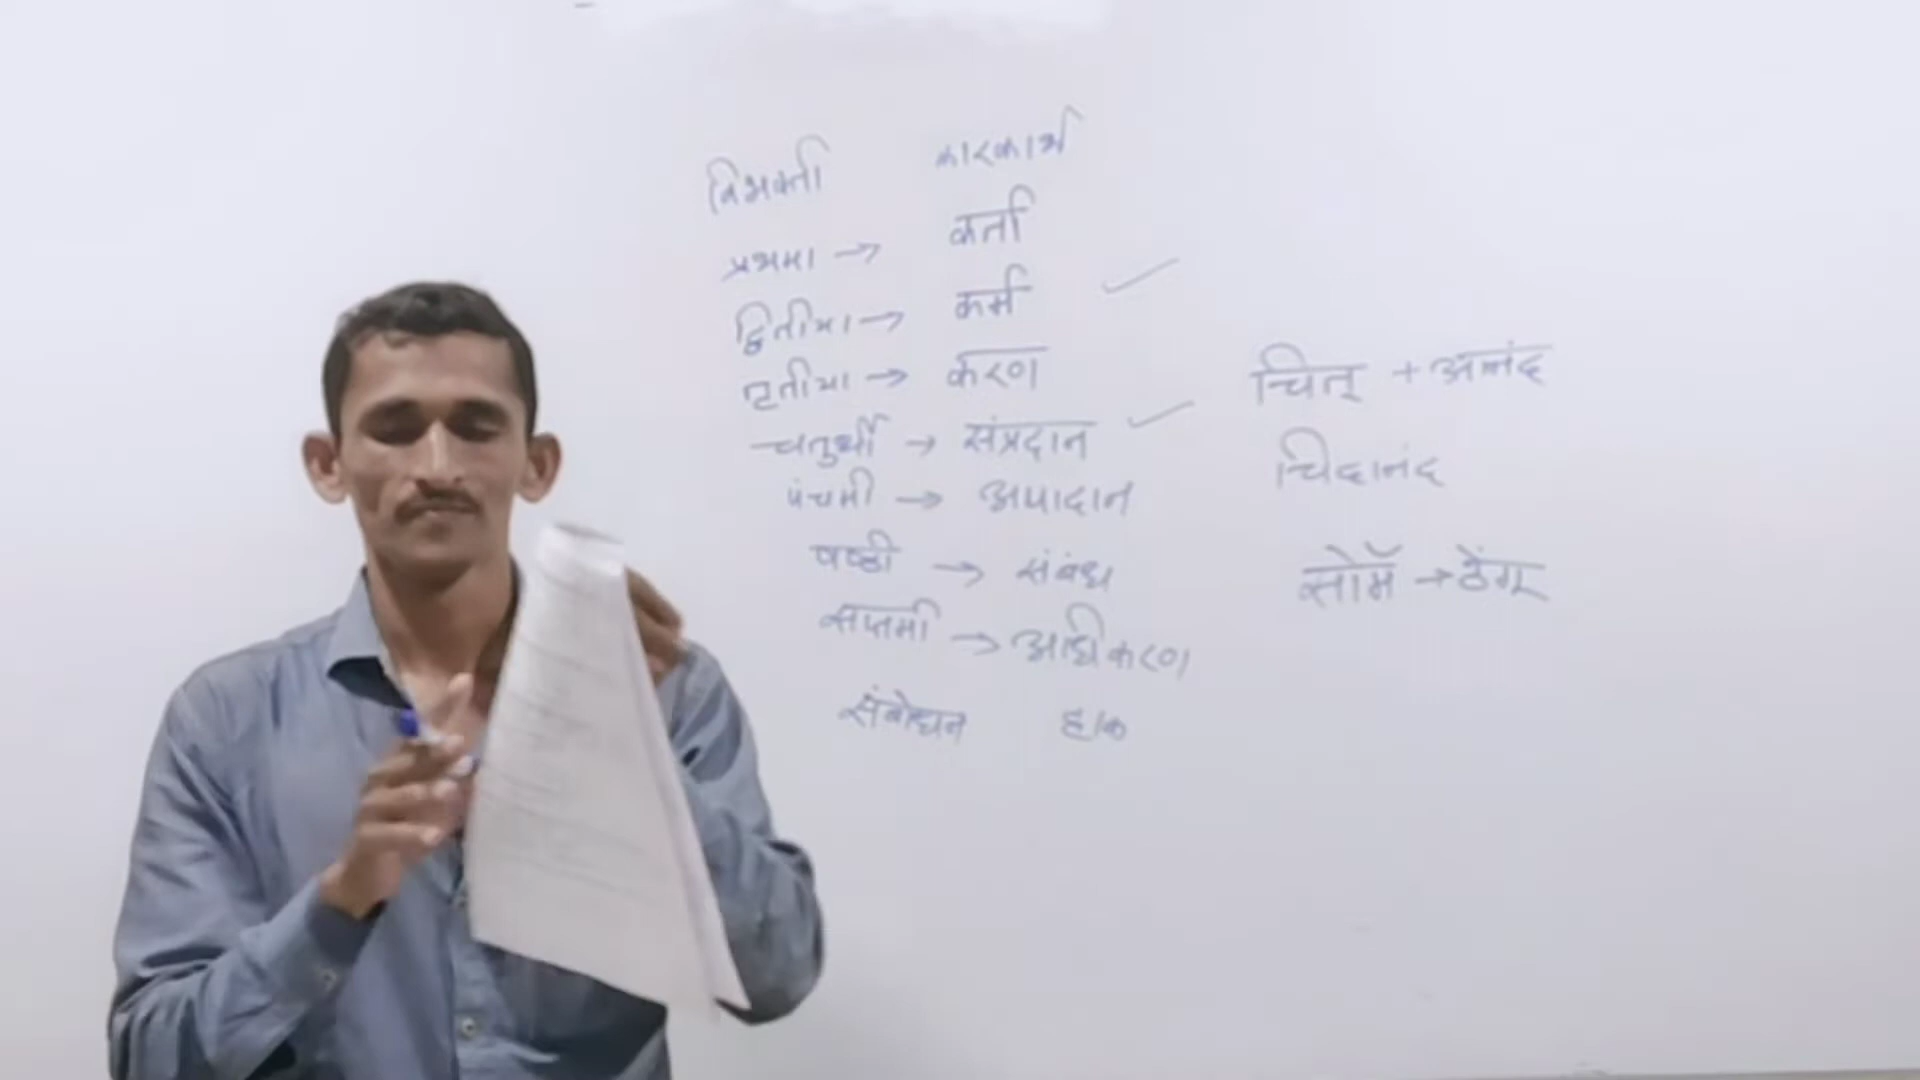 विभक्ती कारकार्थ
प्रथमा → कर्ता
द्वितीया → कर्म ✓
तृतीया → करण
चतुर्थी → संप्रदान ✓
पंचमी → अपादान
षष्ठी → संबंध
सप्तमी → अधिकरण
संबोधन हाक
चित् + आनंद
चिदानंद